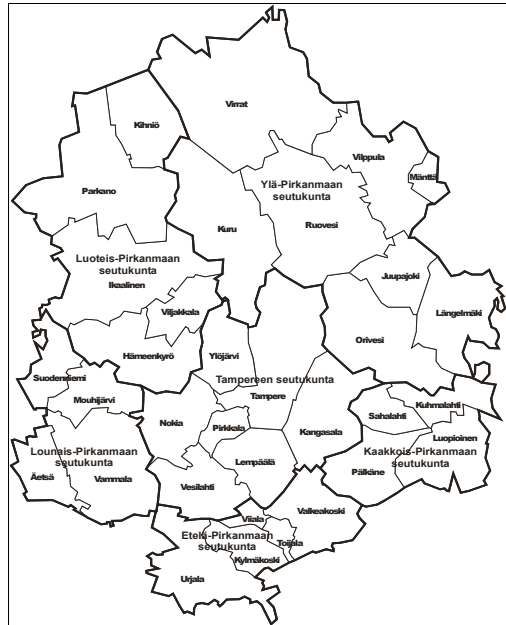 Virrat
Kihniö
Vilppula
Mänttä
Parkano
Ylä-Pirkanmaan
seutukunta
Kuru
Ruovesi
Luoteis-Pirkanmaan
seutukunta
Ikaalinen
Juupajoki
Viljakkala
Längelmäki
Hämeenkyrö
Ylöjärvi
Orivesi
Suodenniemi
Tampereen seutukunta
Mouhijärvi
Tampere
Kuhmalahti
Sahalahti
Nokia
Pirkkala
Kangasala
Luopioinen
Lounais-Pirkanmaan
seutukunta
Kaakkois-Pirkanmaan
seutukunta
Lempäälä
Pälkäne
Äetsä
Vammala
Vesilahti
Valkeakoski
Viiala
Etelä-Pirkanmaan
seutukunta
Toijala
Kylmäkoski
Urjala